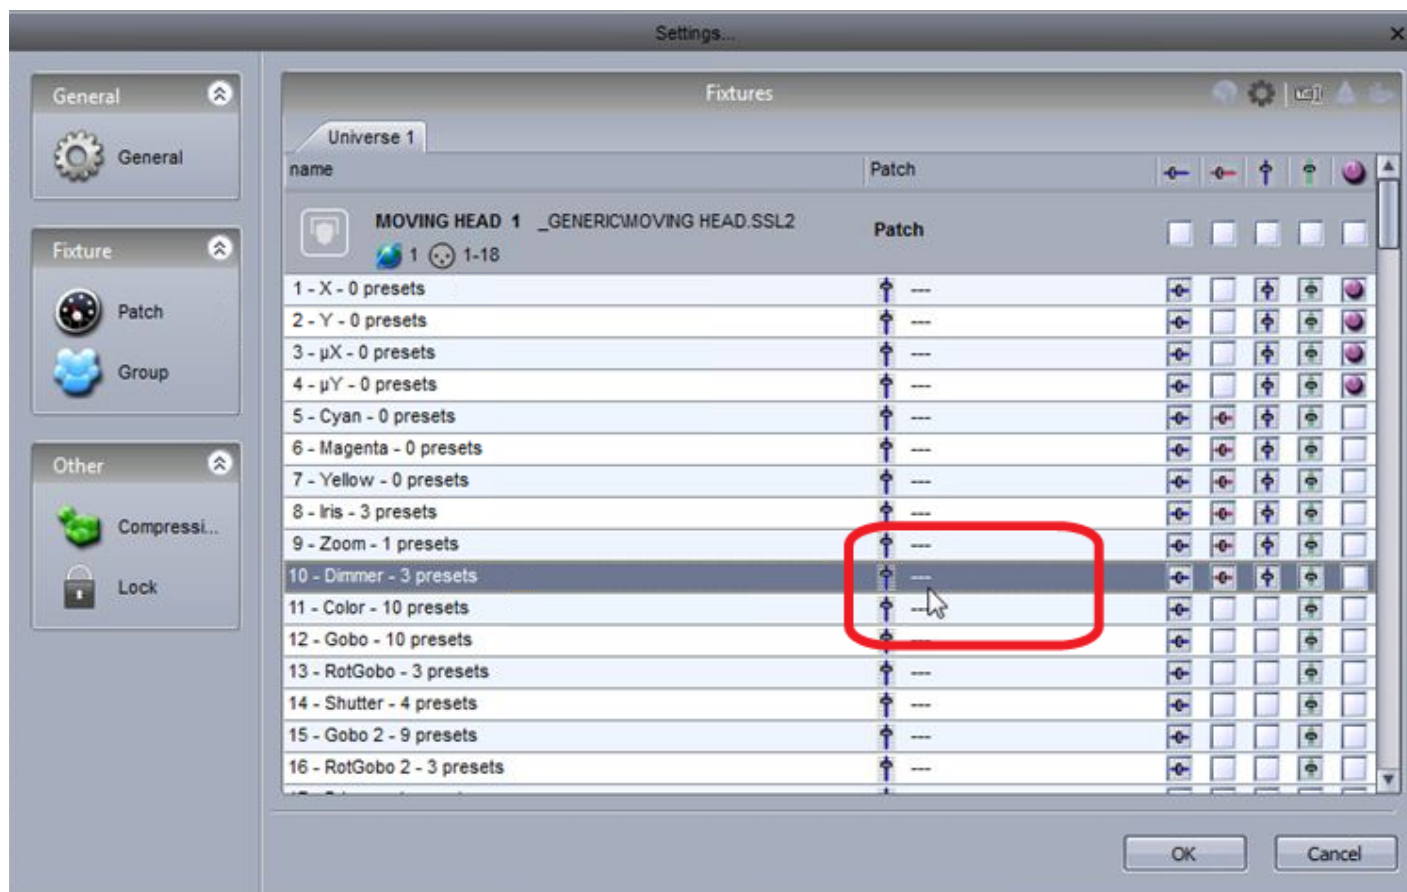 Settings...
General
General
Fixture
Patch
Group
Other
Compressi...
Lock
Fixtures
Universe 1
name Patch
MOVING HEAD 1 _GENERIC\MOVING HEAD.SSL2 Patch
1 1-18
1 - X - 0 presets ---
2 - Y - 0 presets ---
3 - µX - 0 presets ---
4 - µY - 0 presets ---
5 - Cyan - 0 presets ---
6 - Magenta - 0 presets ---
7 - Yellow - 0 presets ---
8 - Iris - 3 presets ---
9 - Zoom - 1 presets ---
10 - Dimmer - 3 presets ---
11 - Color - 10 presets ---
12 - Gobo - 10 presets ---
13 - RotGobo - 3 presets ---
14 - Shutter - 4 presets ---
15 - Gobo 2 - 9 presets ---
16 - RotGobo 2 - 3 presets ---
OK Cancel